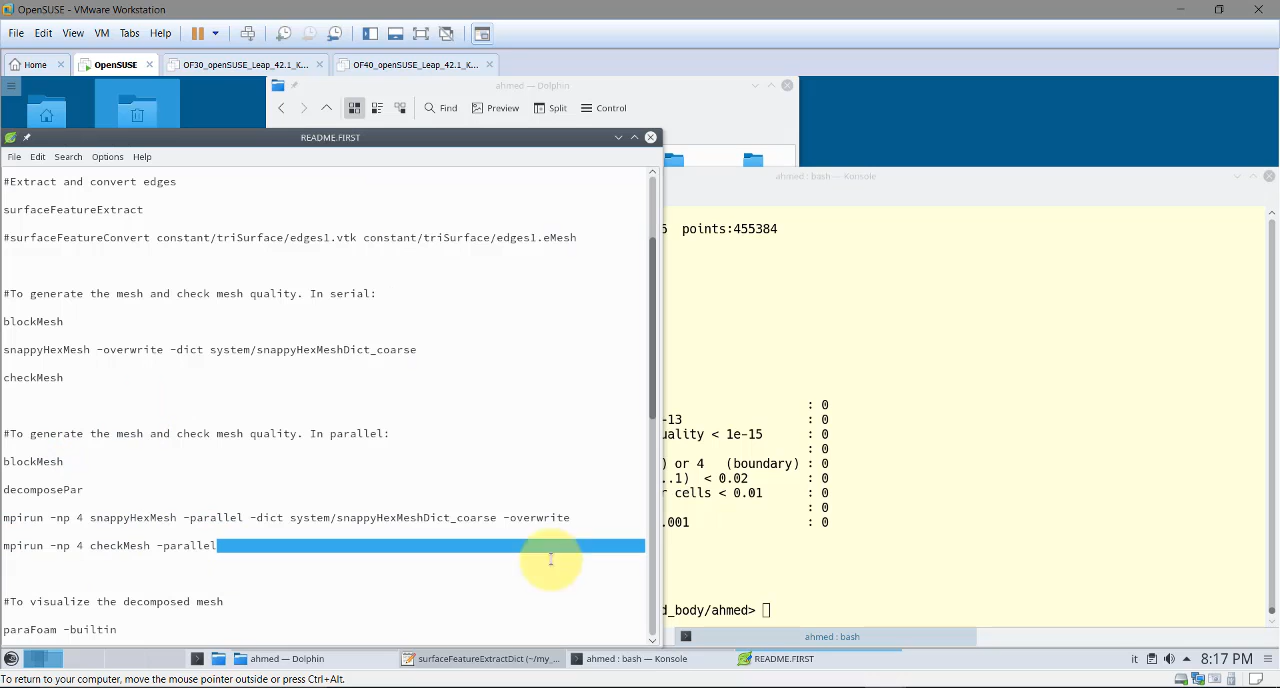 OpenSUSE - VMware Workstation
File Edit View VM Tabs Help
Home OpenSUSE OF30_openSUSE_Leap_42.1_K... OF40_openSUSE_Leap_42.1_K...
ahmed — Dolphin
Find Preview Split Control
README.FIRST
File Edit Search Options Help
ahmed : bash — Konsole
#Extract and convert edges
surfaceFeatureExtract
#surfaceFeatureConvert constant/triSurface/edges1.vtk constant/triSurface/edges1.eMesh
#To generate the mesh and check mesh quality. In serial:
blockMesh
snappyHexMesh -overwrite -dict system/snappyHexMeshDict_coarse
checkMesh
#To generate the mesh and check mesh quality. In parallel:
blockMesh
decomposePar
mpirun -np 4 snappyHexMesh -parallel -dict system/snappyHexMeshDict_coarse -overwrite
mpirun -np 4 checkMesh -parallel
#To visualize the decomposed mesh
paraFoam -builtin
points:455384
: 0
-13 : 0
uality < 1e-15 : 0
: 0
) or 4 (boundary) : 0
..1) < 0.02 : 0
r cells < 0.01 : 0
: 0
.001 : 0
d_body/ahmed>
ahmed : bash
ahmed — Dolphin surfaceFeatureExtractDict (~/my_... ahmed : bash — Konsole README.FIRST it 8:17 PM
To return to your computer, move the mouse pointer outside or press Ctrl+Alt.